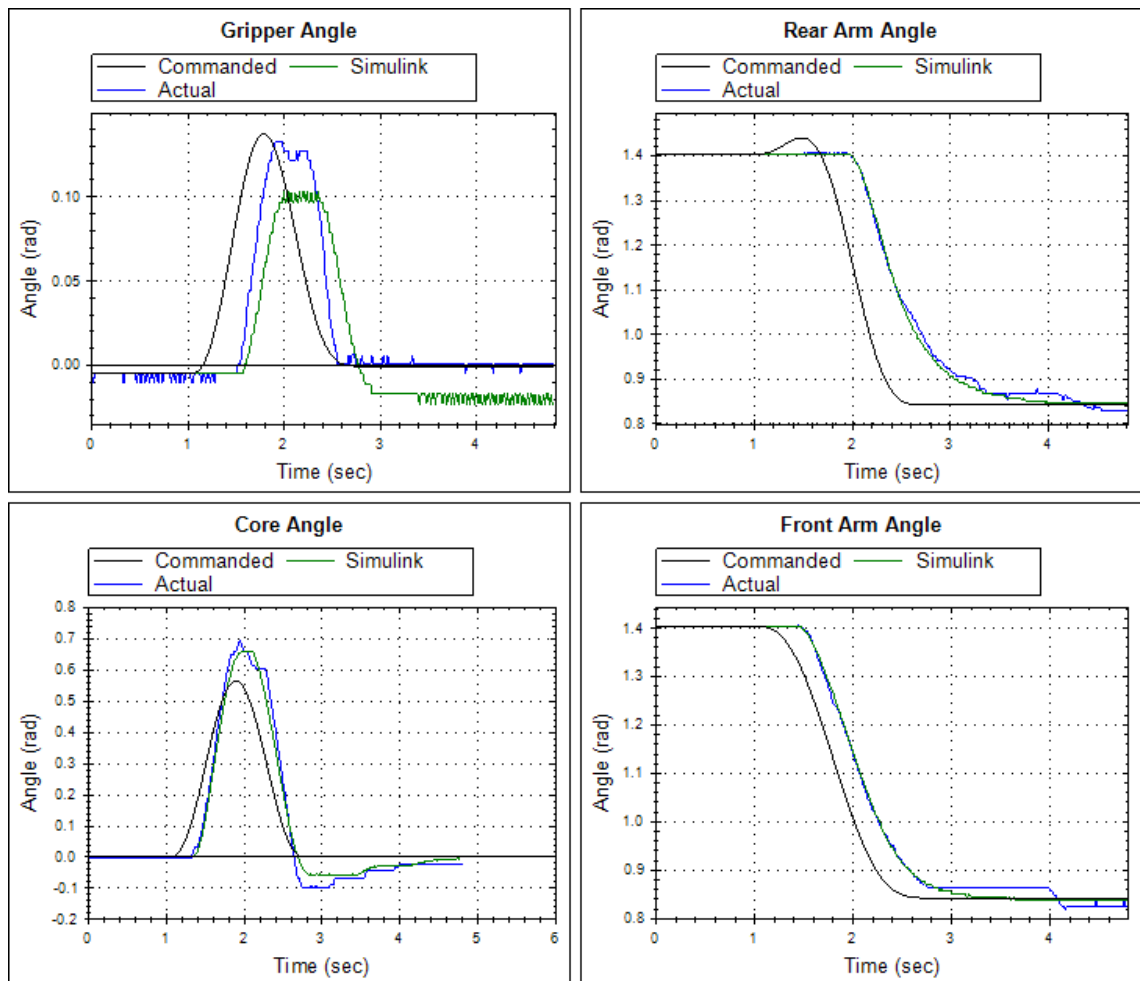 Gripper Angle
Commanded Simulink
Actual
Angle (rad)
0.10
0.05
0.00
0 1 2 3 4
Time (sec)
Rear Arm Angle
Commanded Simulink
Actual
Angle (rad)
1.4
1.3
1.2
1.1
1.0
0.9
0.8
0 1 2 3 4
Time (sec)
Core Angle
Commanded Simulink
Actual
Angle (rad)
0.8
0.7
0.6
0.5
0.4
0.3
0.2
0.1
0.0
-0.1
-0.2
0 1 2 3 4 5 6
Time (sec)
Front Arm Angle
Commanded Simulink
Actual
Angle (rad)
1.4
1.3
1.2
1.1
1.0
0.9
0.8
0 1 2 3 4
Time (sec)